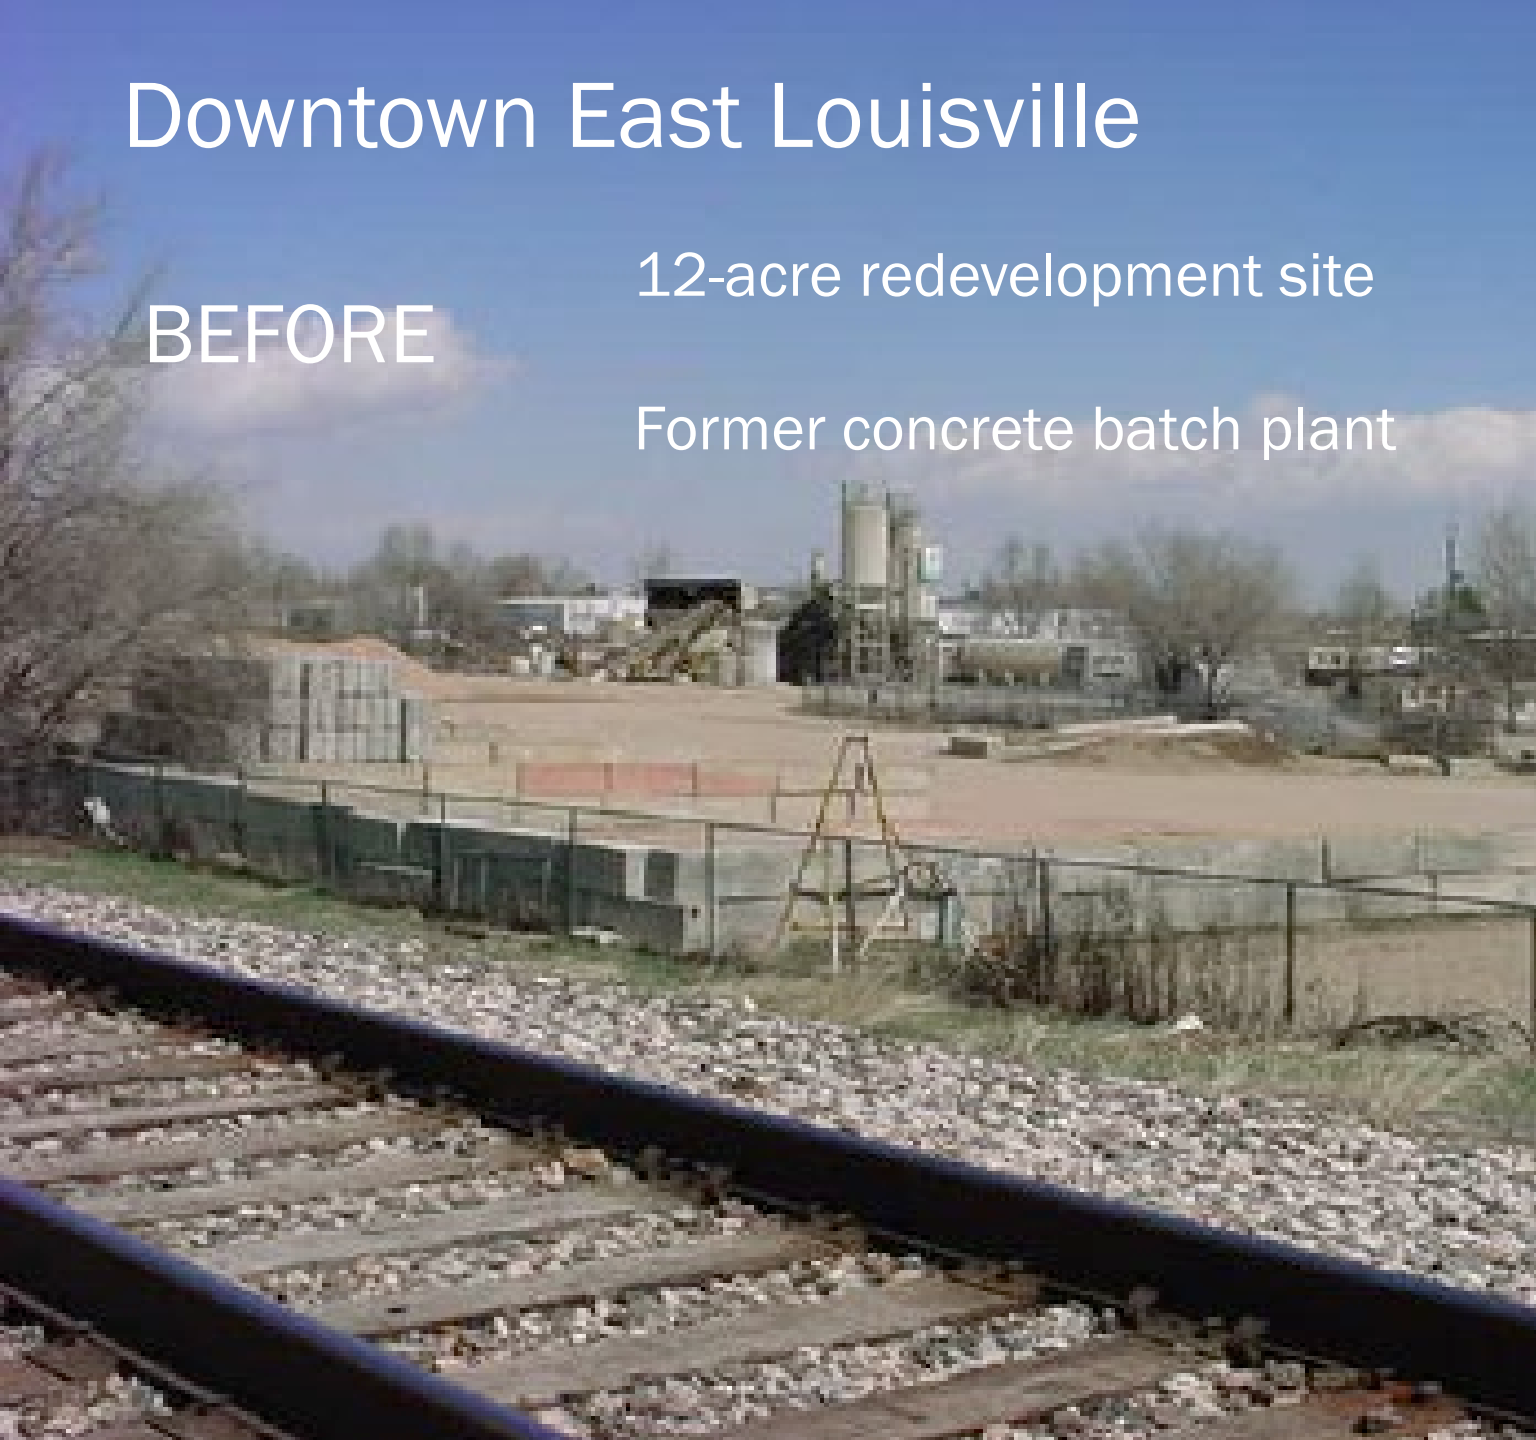 Downtown East Louisville
BEFORE
12-acre redevelopment site
Former concrete batch plant